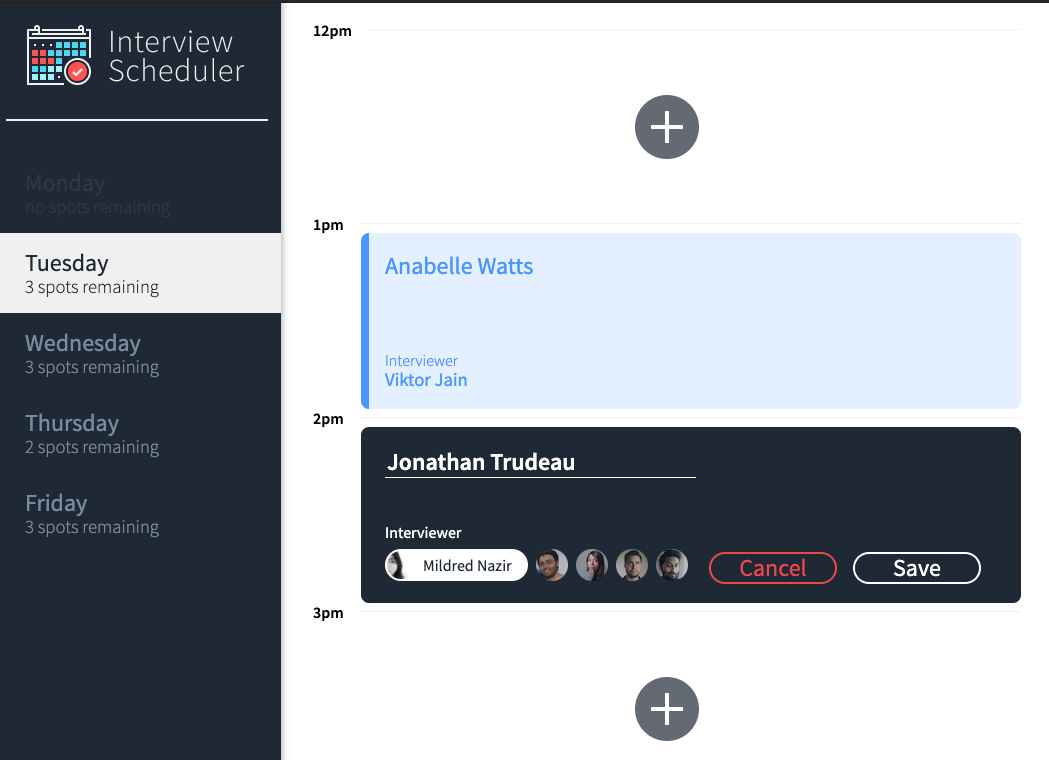 Interview
Scheduler
Monday
no spots remaining
Tuesday
3 spots remaining
Wednesday
3 spots remaining
Thursday
2 spots remaining
Friday
3 spots remaining
12pm
1pm
Anabelle Watts
Interviewer
Viktor Jain
2pm
Jonathan Trudeau
Interviewer
Mildred Nazir
Cancel
Save
3pm